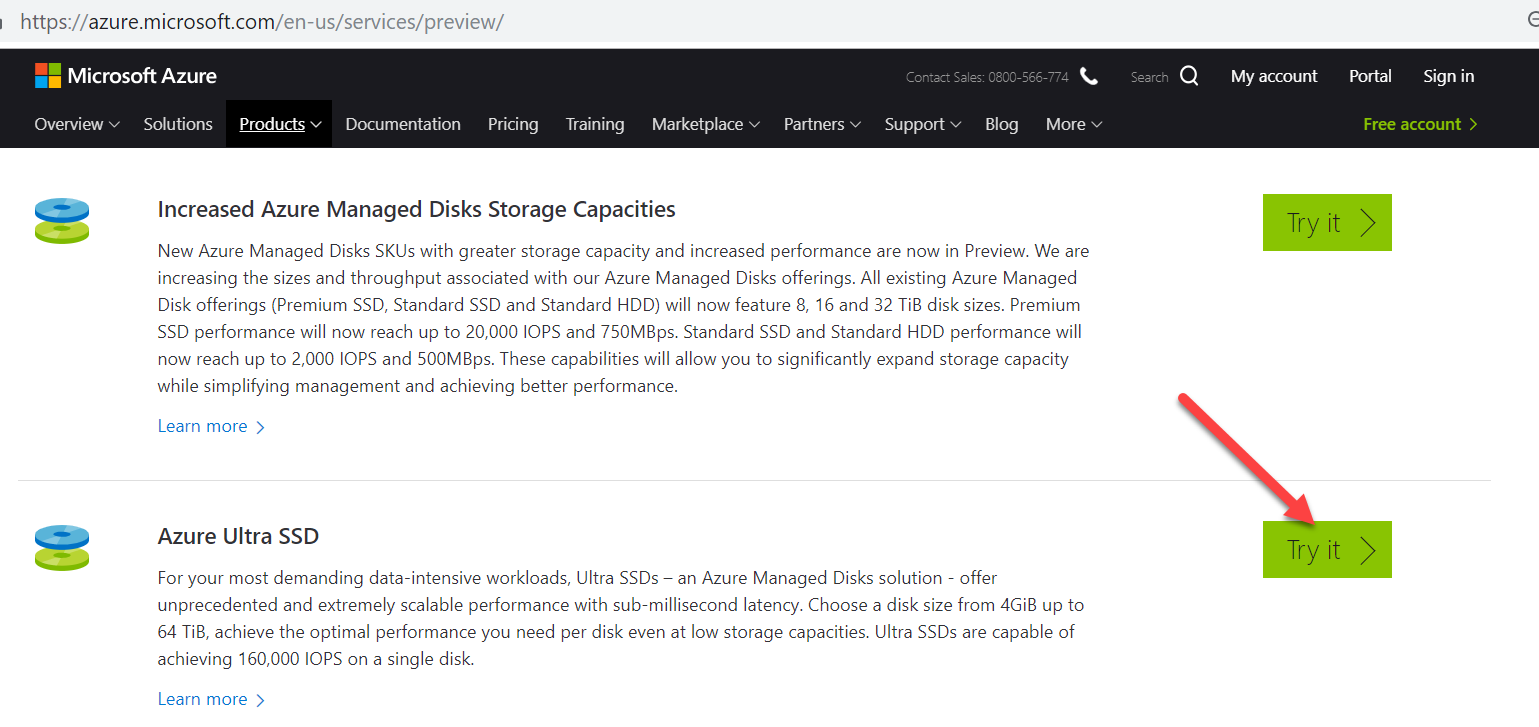 https://azure.microsoft.com/en-us/services/preview/
Microsoft Azure
Contact Sales: 0800-566-774
Search
My account
Portal
Sign in
Overview
Solutions
Products
Documentation
Pricing
Training
Marketplace
Partners
Support
Blog
More
Free account
Increased Azure Managed Disks Storage Capacities
Try it
New Azure Managed Disks SKUs with greater storage capacity and increased performance are now in Preview. We are
increasing the sizes and throughput associated with our Azure Managed Disks offerings. All existing Azure Managed
Disk offerings (Premium SSD, Standard SSD and Standard HDD) will now feature 8, 16 and 32 TiB disk sizes. Premium
SSD performance will now reach up to 20,000 IOPS and 750MBps. Standard SSD and Standard HDD performance will
now reach up to 2,000 IOPS and 500MBps. These capabilities will allow you to significantly expand storage capacity
while simplifying management and achieving better performance.
Learn more
Azure Ultra SSD
Try it
For your most demanding data-intensive workloads, Ultra SSDs – an Azure Managed Disks solution - offer
unprecedented and extremely scalable performance with sub-millisecond latency. Choose a disk size from 4GiB up to
64 TiB, achieve the optimal performance you need per disk even at low storage capacities. Ultra SSDs are capable of
achieving 160,000 IOPS on a single disk.
Learn more